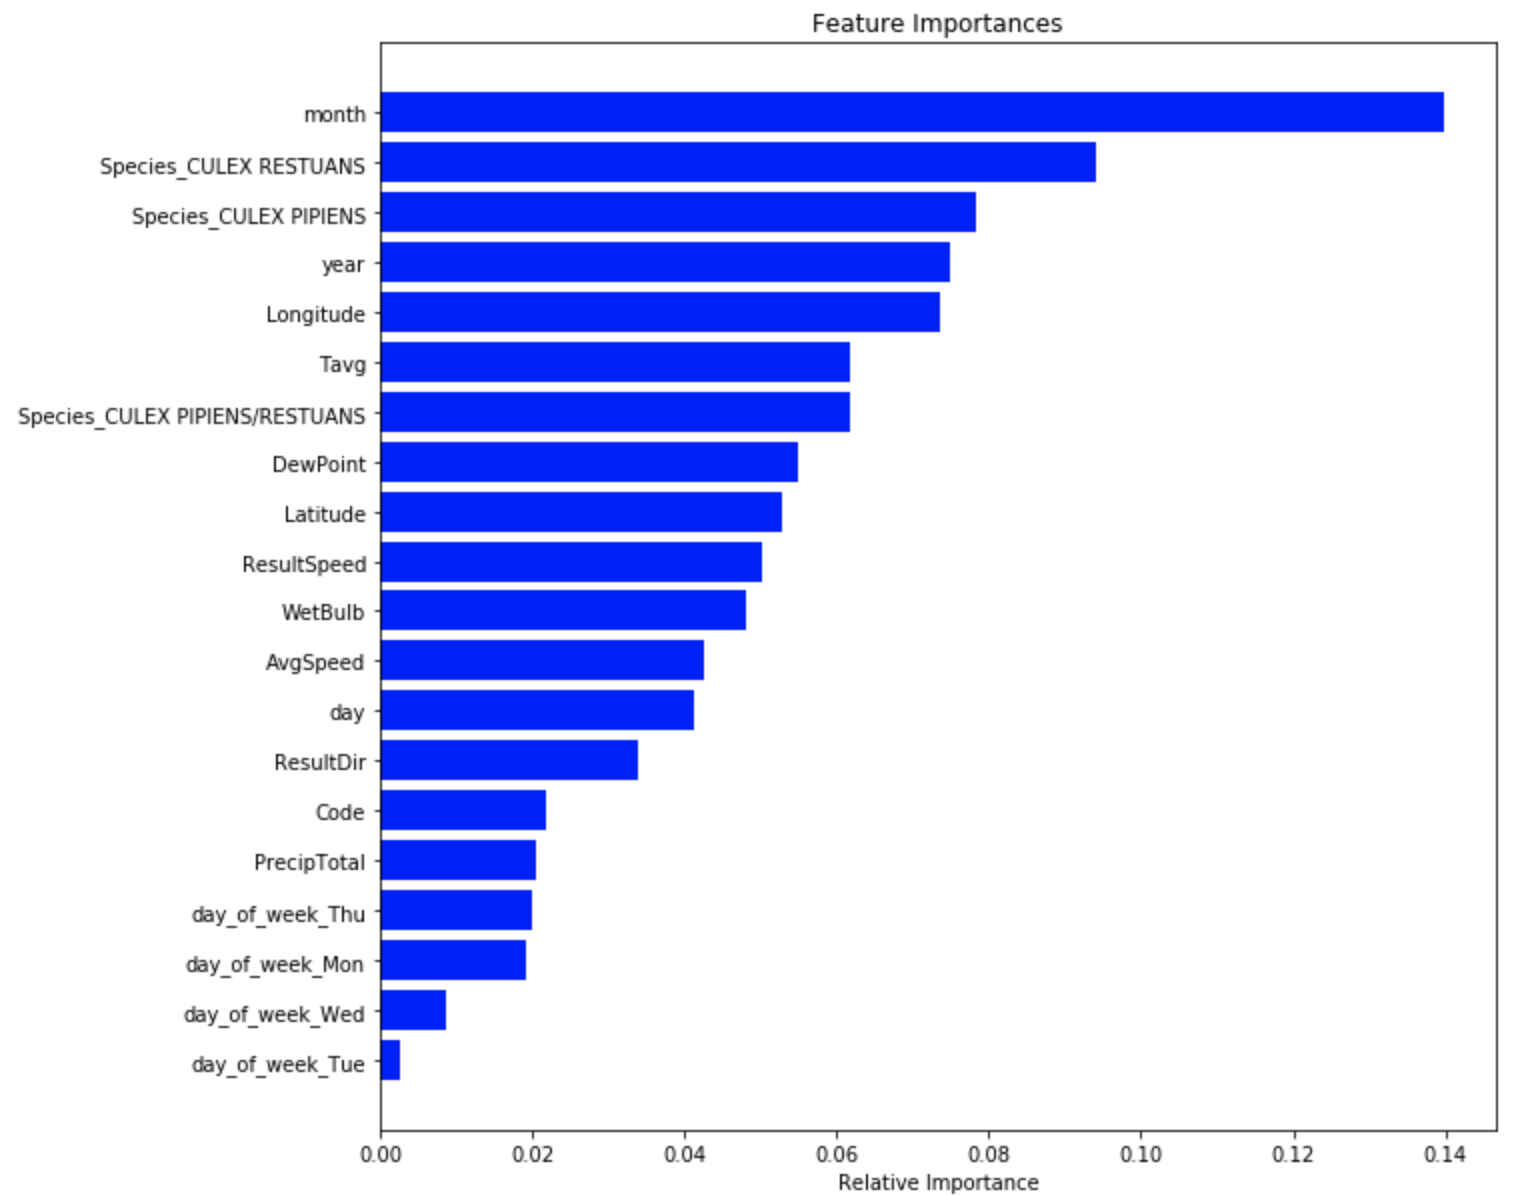 Feature Importances
month
Species_CULEX RESTUANS
Species_CULEX PIPIENS
year
Longitude
Tavg
Species_CULEX PIPIENS/RESTUANS
DewPoint
Latitude
ResultSpeed
WetBulb
AvgSpeed
day
ResultDir
Code
PrecipTotal
day_of_week_Thu
day_of_week_Mon
day_of_week_Wed
day_of_week_Tue
0.00 0.02 0.04 0.06 0.08 0.10 0.12 0.14
Relative Importance